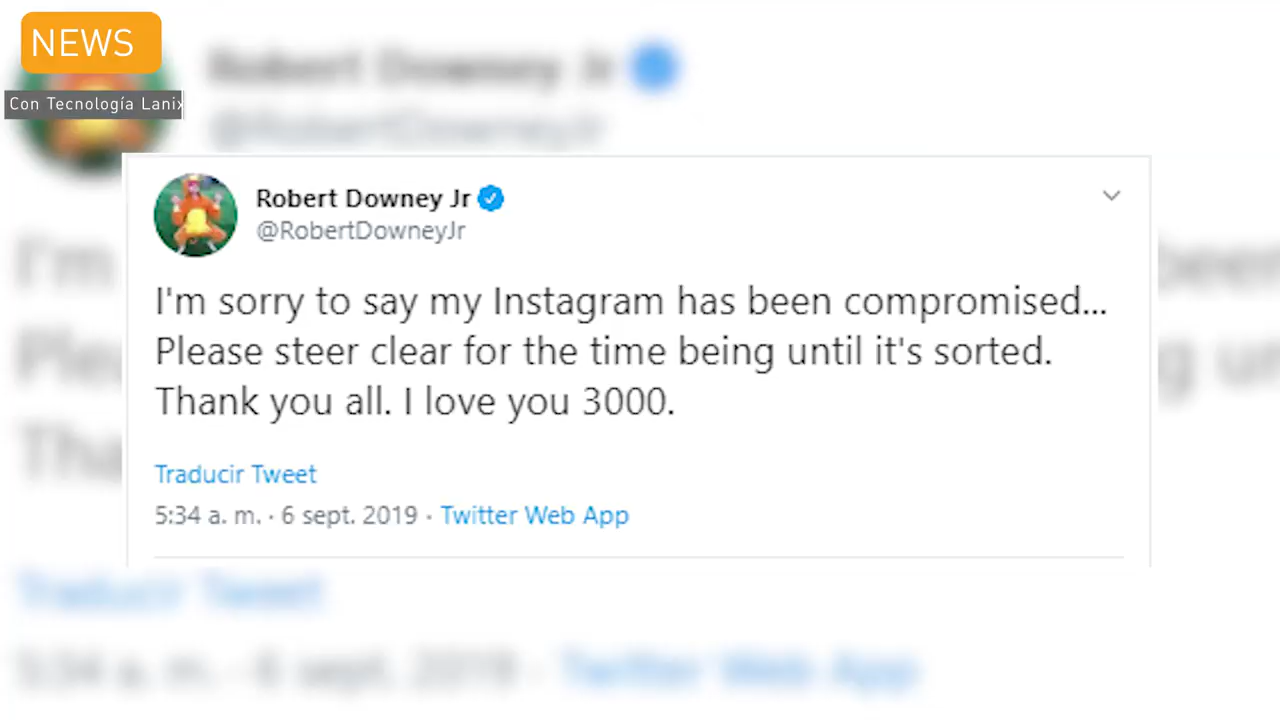 NEWS
Con Tecnología Lanix
Robert Downey Jr
@RobertDowneyJr
I'm sorry to say my Instagram has been compromised...
Please steer clear for the time being until it's sorted.
Thank you all. I love you 3000.
Traducir Tweet
5:34 a. m. · 6 sept. 2019 · Twitter Web App